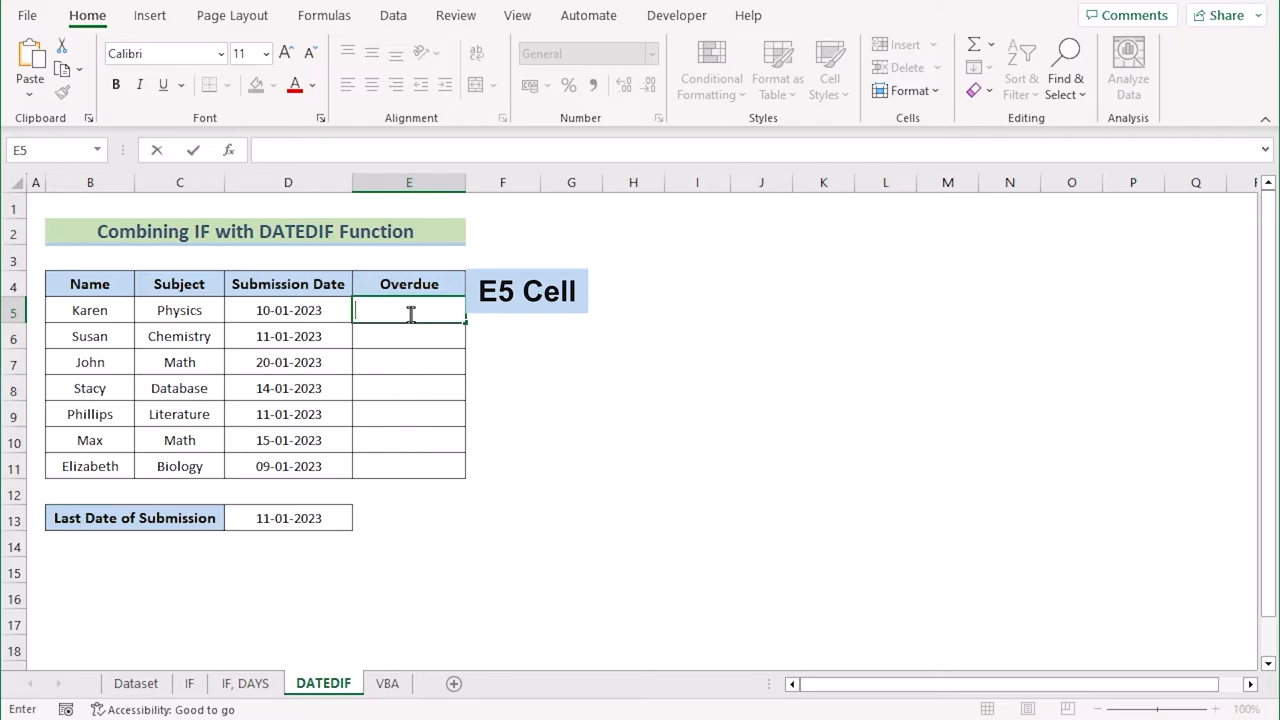 File Home Insert Page Layout Formulas Data Review View Automate Developer Help Comments Share
Paste Calibri 11 A^ Aˇ ab General Conditional Formatting Format as Table Cell Styles Insert Delete Format Σ Sort & Filter Find & Select Analyze Data
B I U A % 9 .00
Clipboard Font Alignment Number Styles Cells Editing Analysis
E5 fx
A B C D E F G H I J K L M N O P Q
1
2 Combining IF with DATEDIF Function
3
4 Name Subject Submission Date Overdue E5 Cell
5 Karen Physics 10-01-2023
6 Susan Chemistry 11-01-2023
7 John Math 20-01-2023
8 Stacy Database 14-01-2023
9 Phillips Literature 11-01-2023
10 Max Math 15-01-2023
11 Elizabeth Biology 09-01-2023
12
13 Last Date of Submission 11-01-2023
14
15
16
17
18
Dataset IF IF, DAYS DATEDIF VBA
Enter Accessibility: Good to go 100%